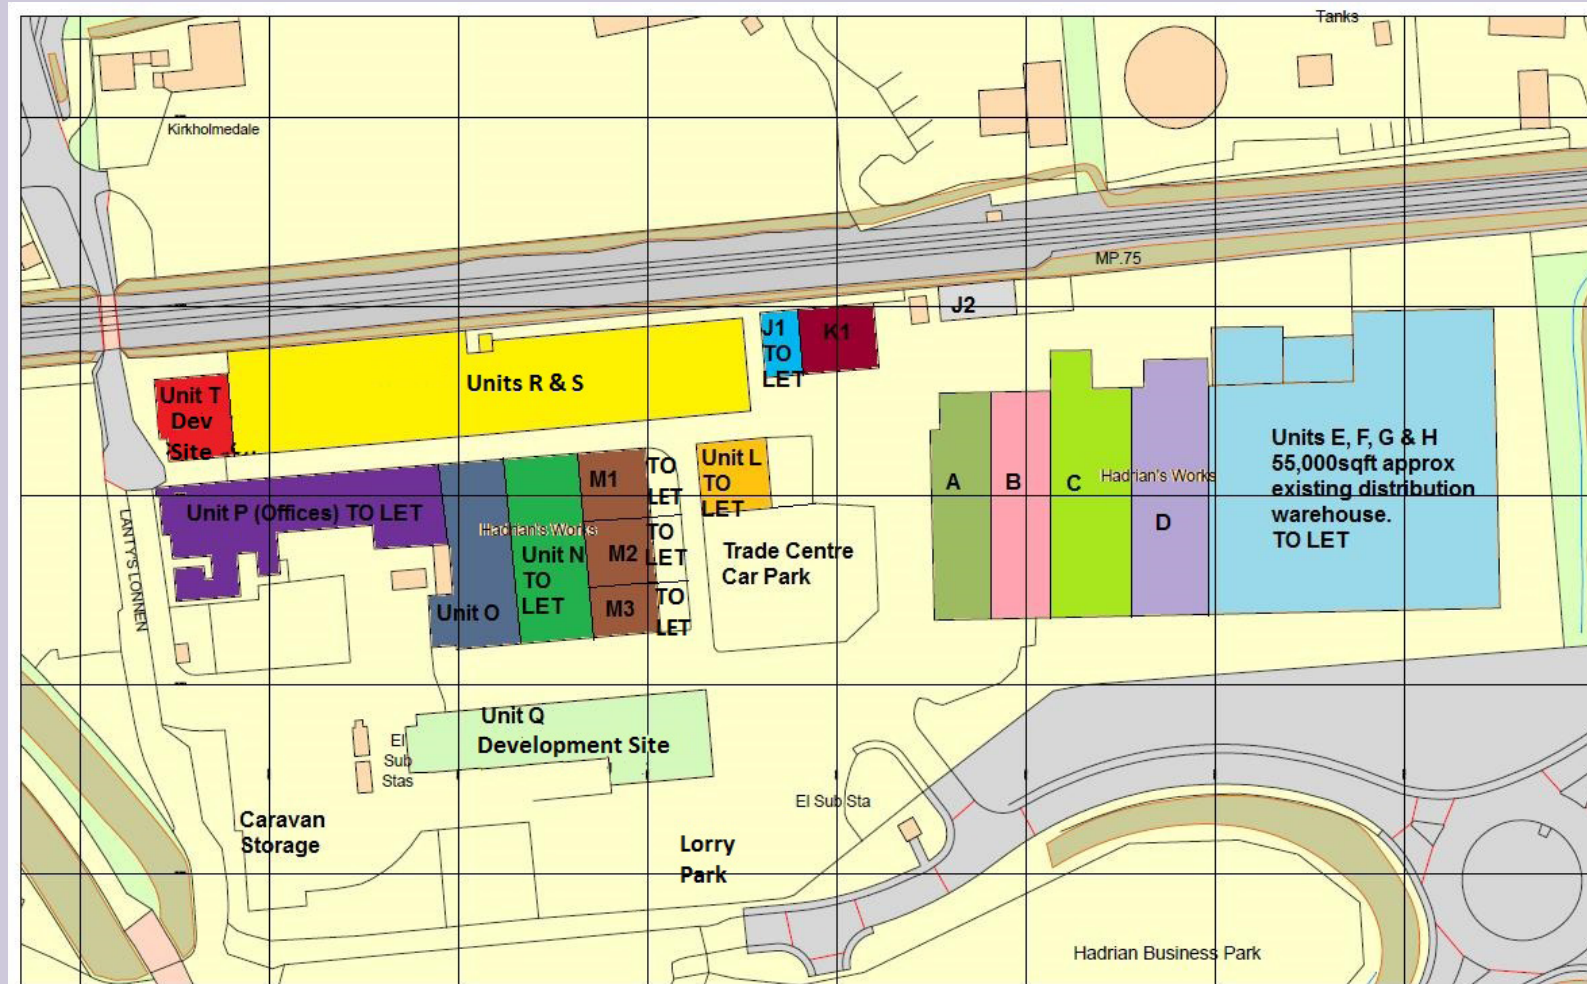 Tanks
Kirkholmedale
MP.75
J2
J1
TO
LET
K1
Units R & S
Unit T
Dev
Site
Unit P (Offices) TO LET
Hadrian's Works
Unit O
Unit N
TO
LET
M1
TO
LET
M2
TO
LET
M3
TO
LET
Unit L
TO
LET
Trade Centre
Car Park
A
B
C
Hadrian's Works
D
Units E, F, G & H
55,000sqft approx
existing distribution
warehouse.
TO LET
LANTY'S LONNEN
Unit Q
Development Site
El
Sub
Stas
Caravan
Storage
El Sub Sta
Lorry
Park
Hadrian Business Park